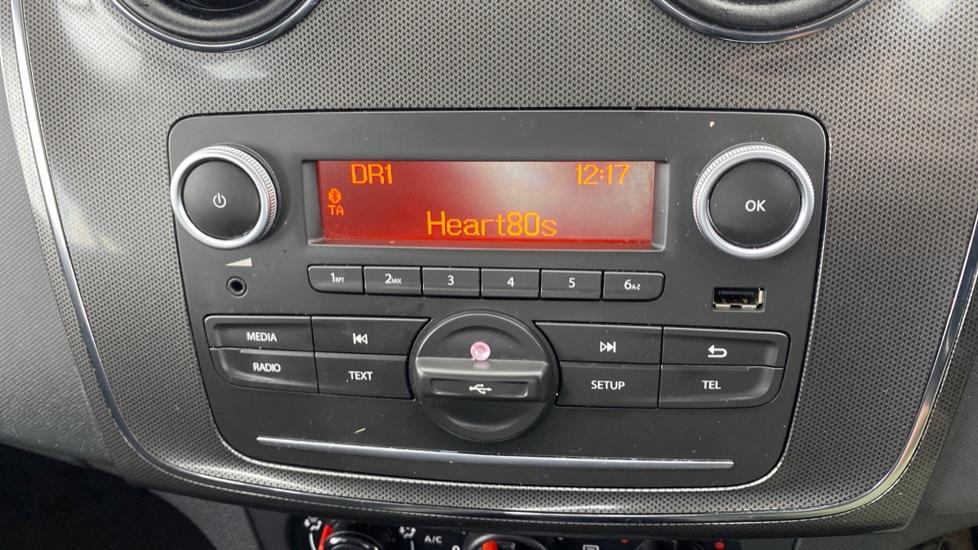 DR1 12:17
TA
Heart80s
OK
1RPT 2MIX 3 4 5 6A-Z
MEDIA
RADIO TEXT SETUP TEL
A/C